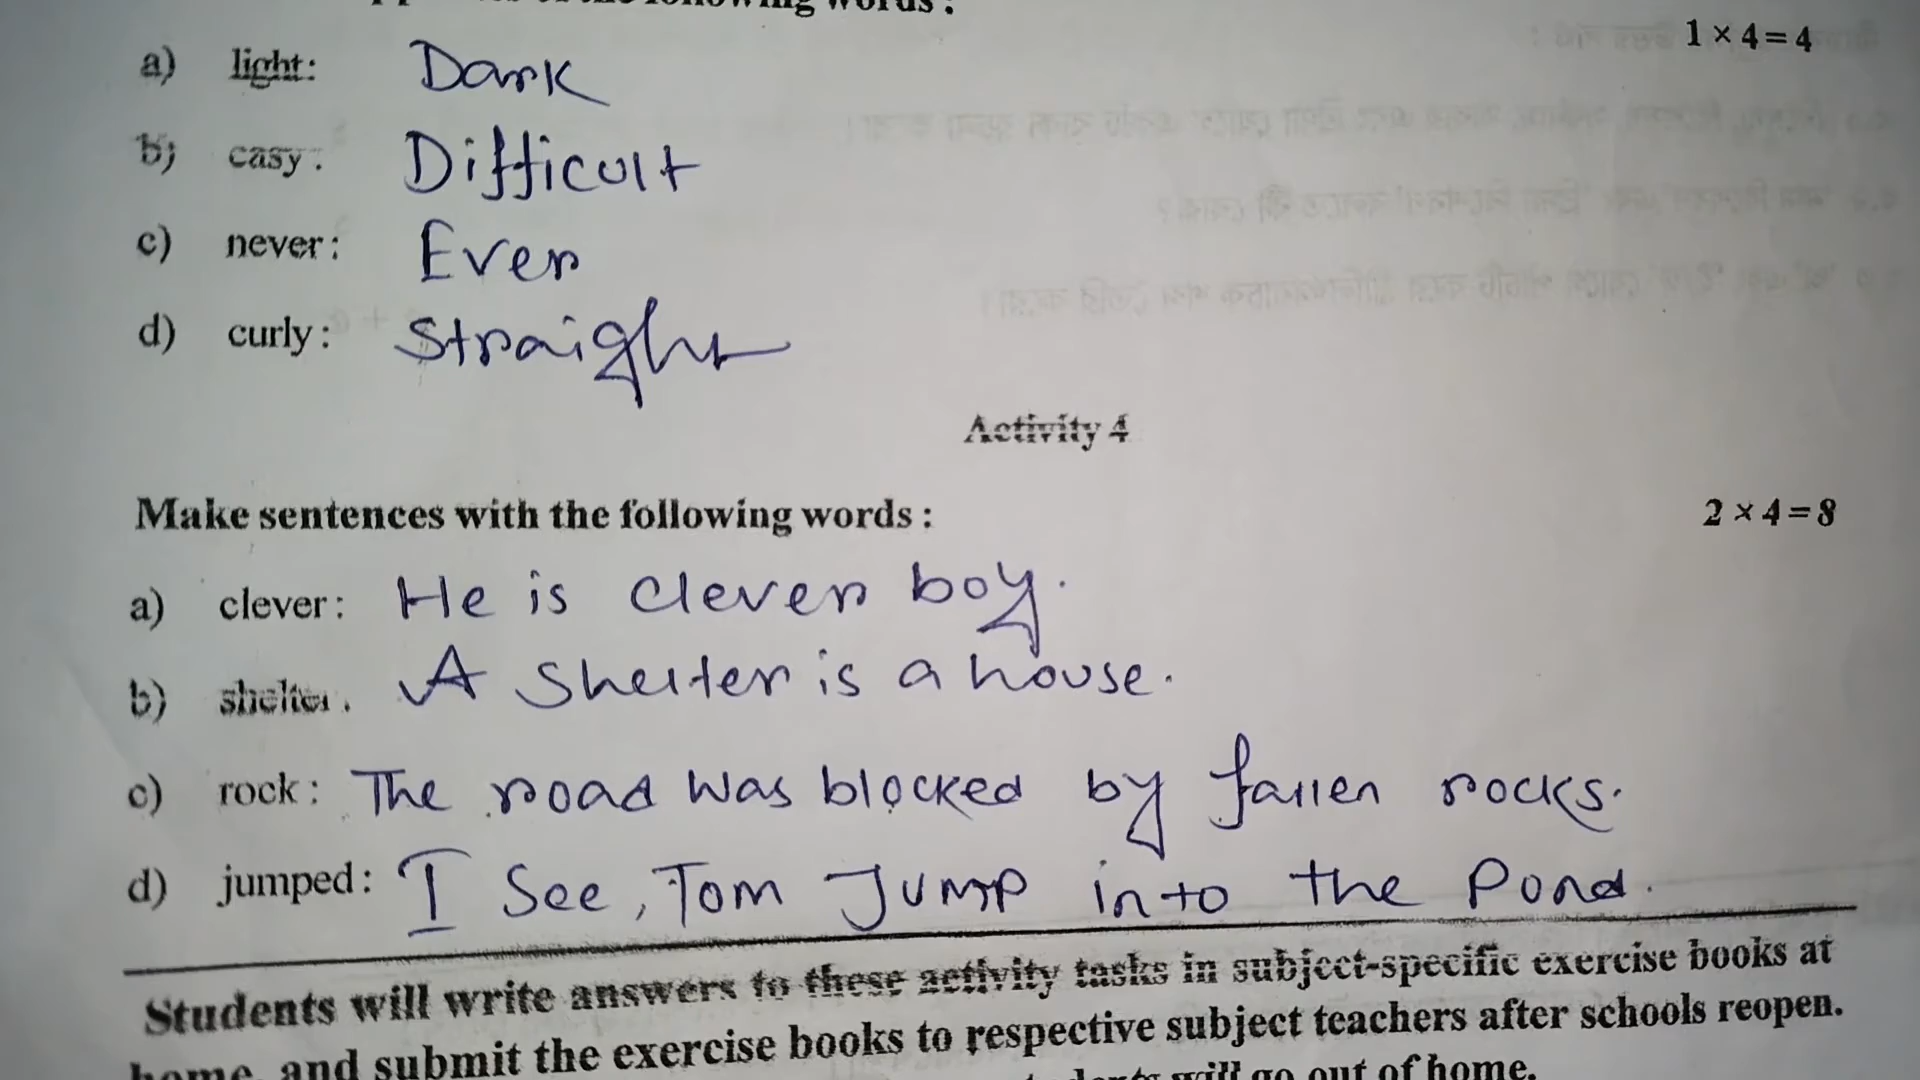 of the following words :
1 × 4 = 4
a) light: Dark
b) easy: Difficult
c) never: Ever
d) curly: Straight
Activity 4
Make sentences with the following words : 2 × 4 = 8
a) clever: He is clever boy.
b) shelter. A Shelter is a house.
c) rock: The road was blocked by fallen rocks.
d) jumped: I See, Tom Jump into the Pond.
Students will write answers to these activity tasks in subject-specific exercise books at
home, and submit the exercise books to respective subject teachers after schools reopen.
will go out of home.